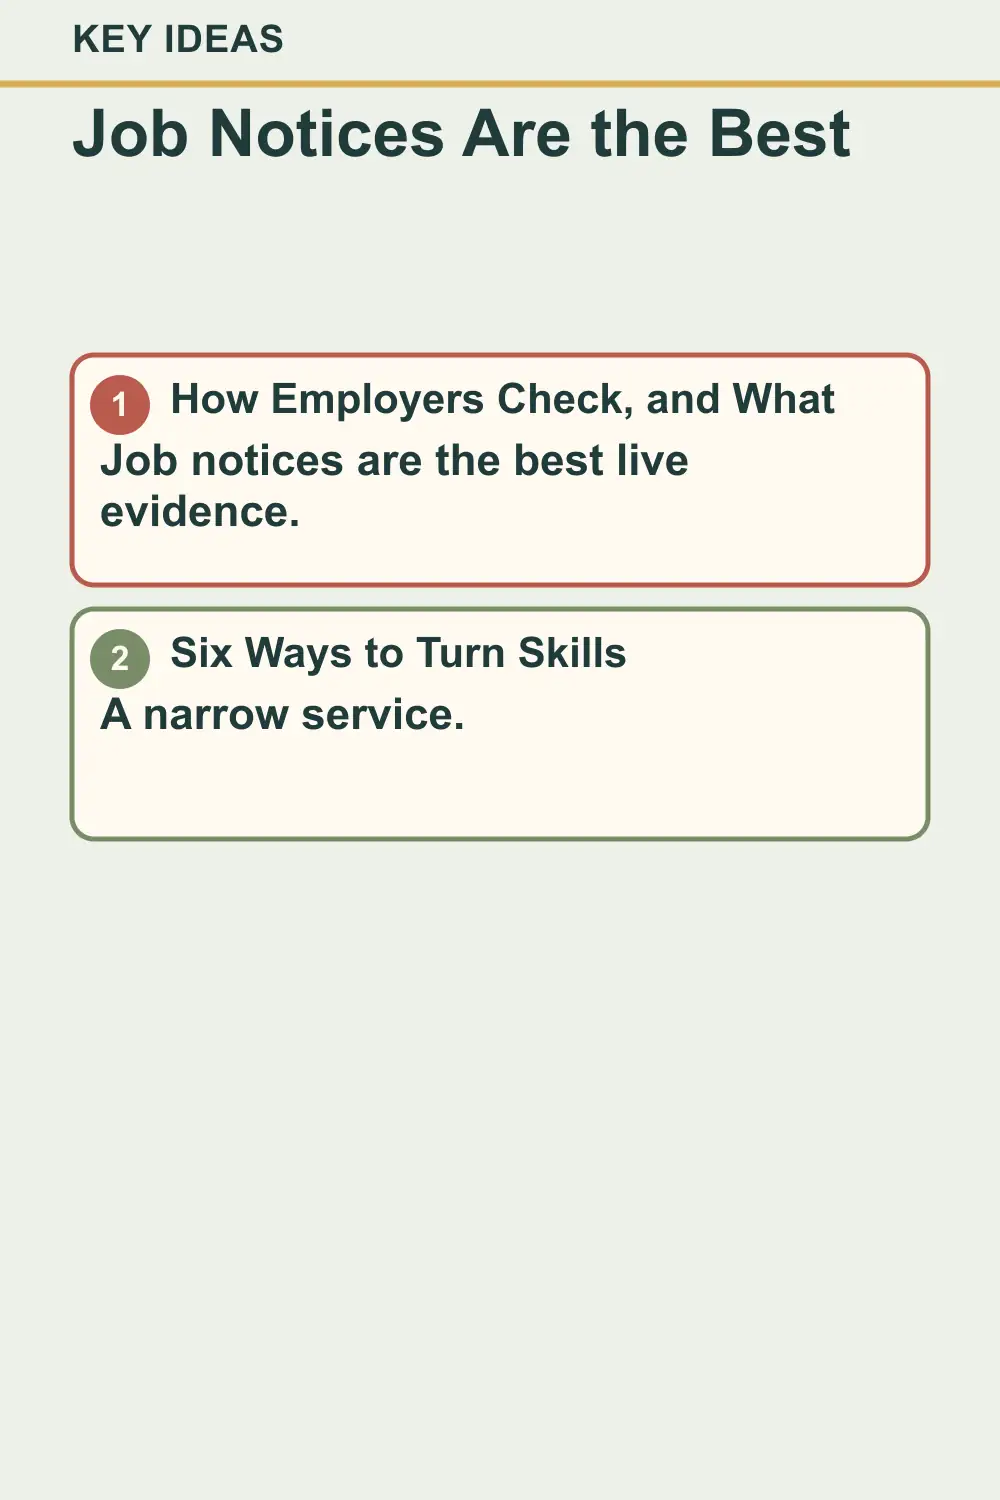 KEY IDEAS
Job Notices Are the Best
1 How Employers Check, and What
Job notices are the best live
evidence.
2 Six Ways to Turn Skills
A narrow service.